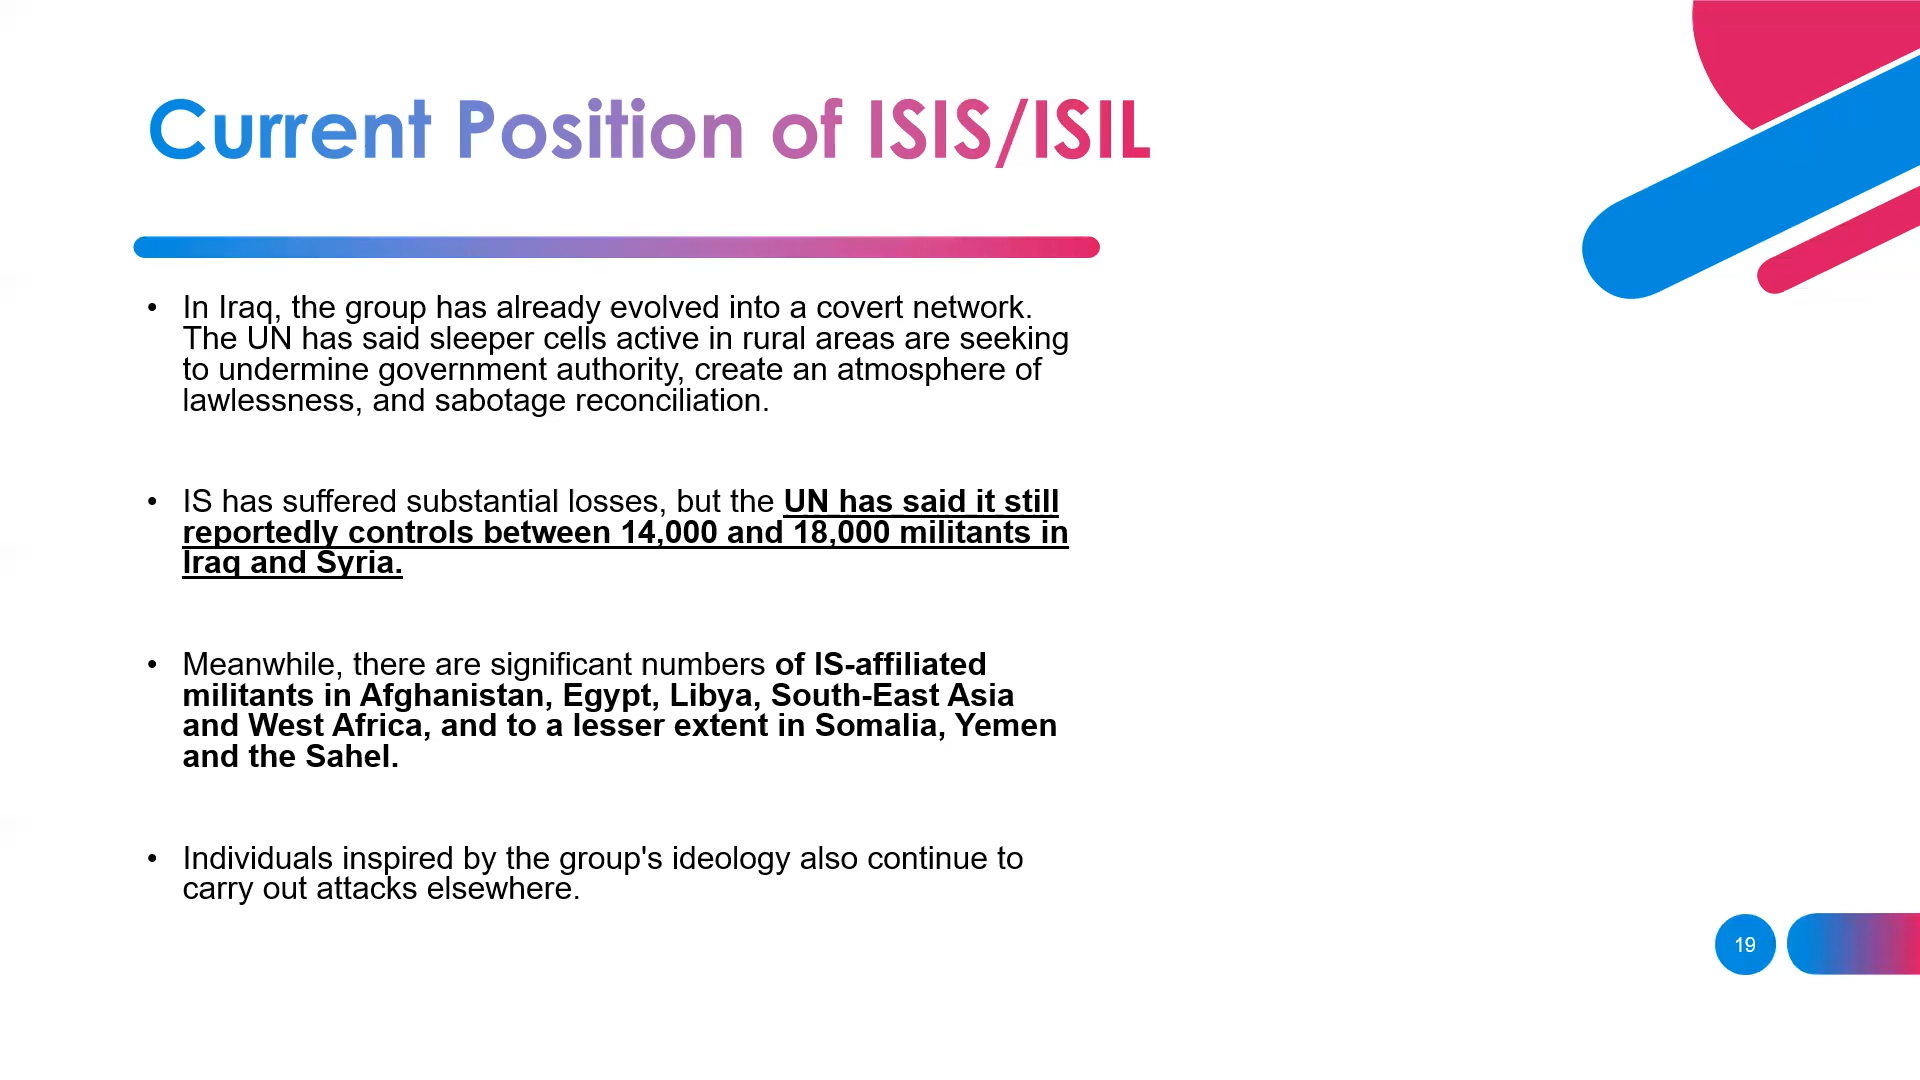 Current Position of ISIS/ISIL
• In Iraq, the group has already evolved into a covert network.
The UN has said sleeper cells active in rural areas are seeking
to undermine government authority, create an atmosphere of
lawlessness, and sabotage reconciliation.
• IS has suffered substantial losses, but the UN has said it still
reportedly controls between 14,000 and 18,000 militants in
Iraq and Syria.
• Meanwhile, there are significant numbers of IS-affiliated
militants in Afghanistan, Egypt, Libya, South-East Asia
and West Africa, and to a lesser extent in Somalia, Yemen
and the Sahel.
• Individuals inspired by the group's ideology also continue to
carry out attacks elsewhere.
19